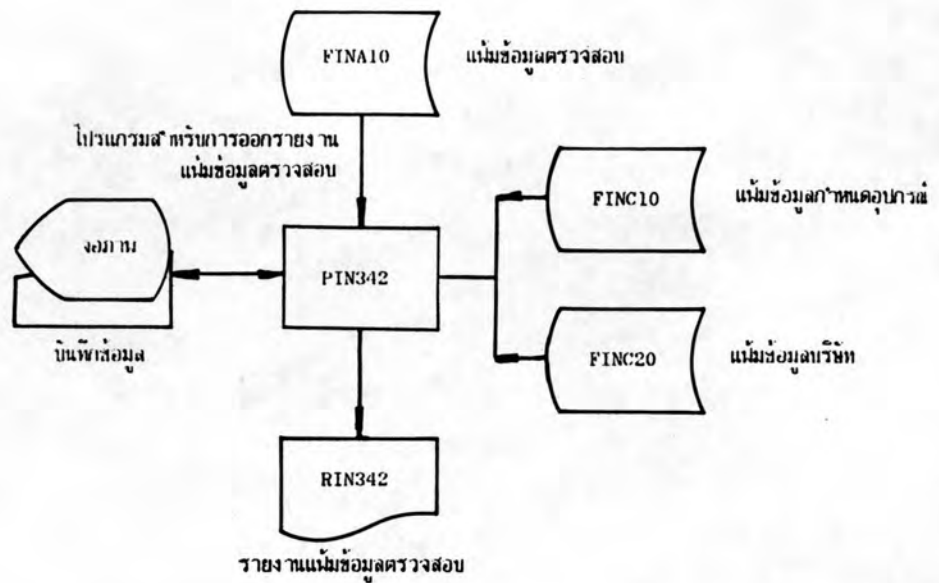 FINA10
แฟ้มข้อมูลตรวจสอบ
โปรแกรมสำหรับการออกรายงาน
แฟ้มข้อมูลตรวจสอบ
FINC10
แฟ้มข้อมูลกำหนดอุปกรณ์
จอภาพ
PIN342
บันทึกข้อมูล
FINC20
แฟ้มข้อมูลบริษัท
RIN342
รายงานแฟ้มข้อมูลตรวจสอบ